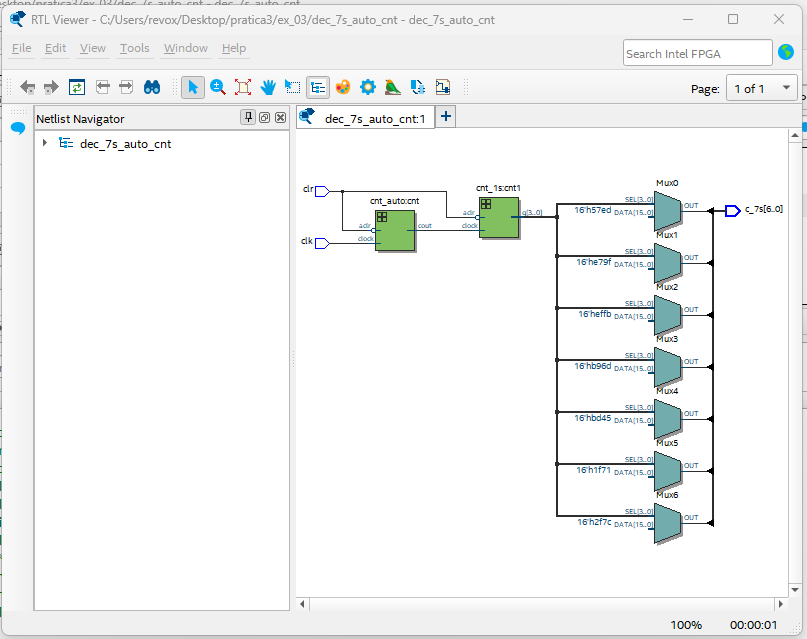 RTL Viewer - C:/Users/revox/Desktop/pratica3/ex_03/dec_7s_auto_cnt - dec_7s_auto_cnt
File Edit View Tools Window Help
Search Intel FPGA
Page: 1 of 1
Netlist Navigator
dec_7s_auto_cnt:1
dec_7s_auto_cnt
clr
clk
cnt_auto:cnt
aclr
clock
cout
cnt_1s:cnt1
aclr
clock
q[3..0]
Mux0
SEL[3..0]
16'h57ed DATA[15..0]
OUT
c_7s[6..0]
Mux1
SEL[3..0]
16'he79f DATA[15..0]
OUT
Mux2
SEL[3..0]
16'heffb DATA[15..0]
OUT
Mux3
SEL[3..0]
16'hb96d DATA[15..0]
OUT
Mux4
SEL[3..0]
16'hbd45 DATA[15..0]
OUT
Mux5
SEL[3..0]
16'h1f71 DATA[15..0]
OUT
Mux6
SEL[3..0]
16'h2f7c DATA[15..0]
OUT
100% 00:00:01